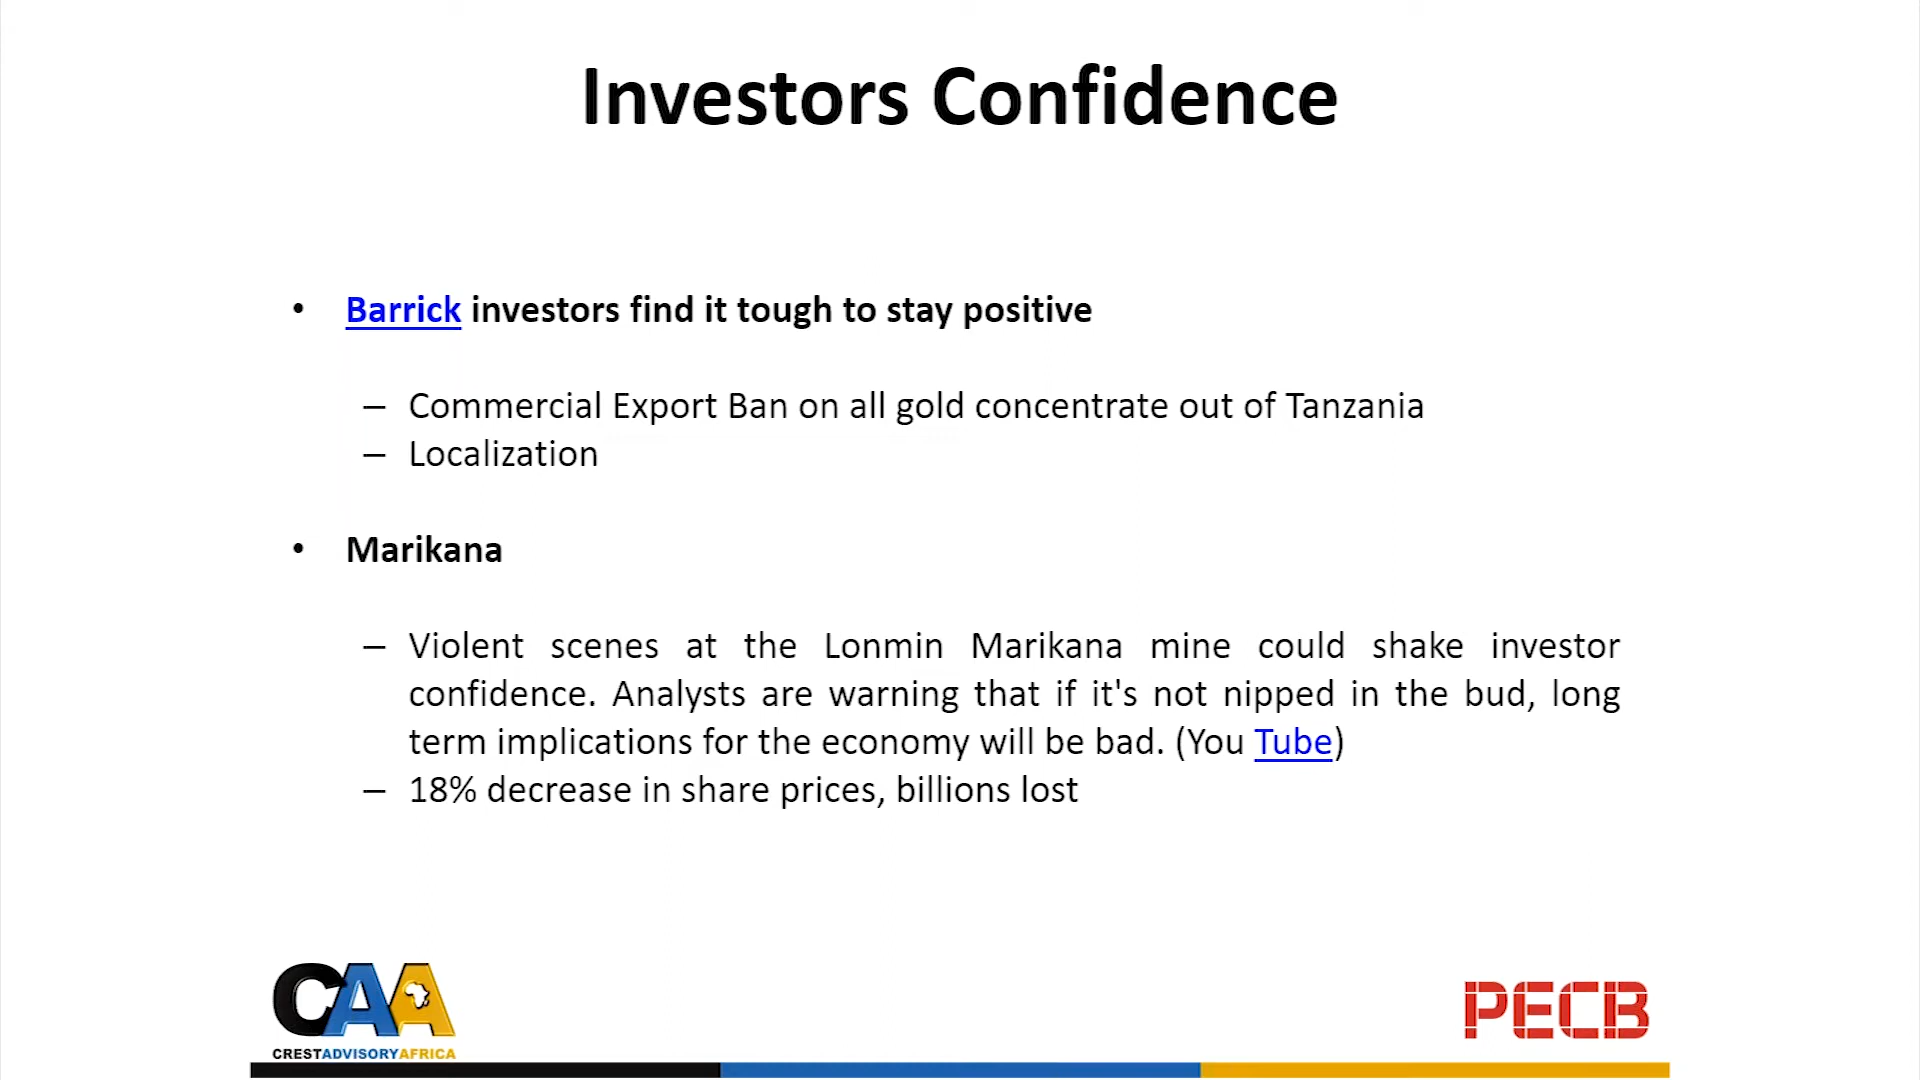 Investors Confidence
• Barrick investors find it tough to stay positive
– Commercial Export Ban on all gold concentrate out of Tanzania
– Localization
• Marikana
– Violent scenes at the Lonmin Marikana mine could shake investor
confidence. Analysts are warning that if it's not nipped in the bud, long
term implications for the economy will be bad. (You Tube)
– 18% decrease in share prices, billions lost
CAA
CRESTADVISORYAFRICA
PECB